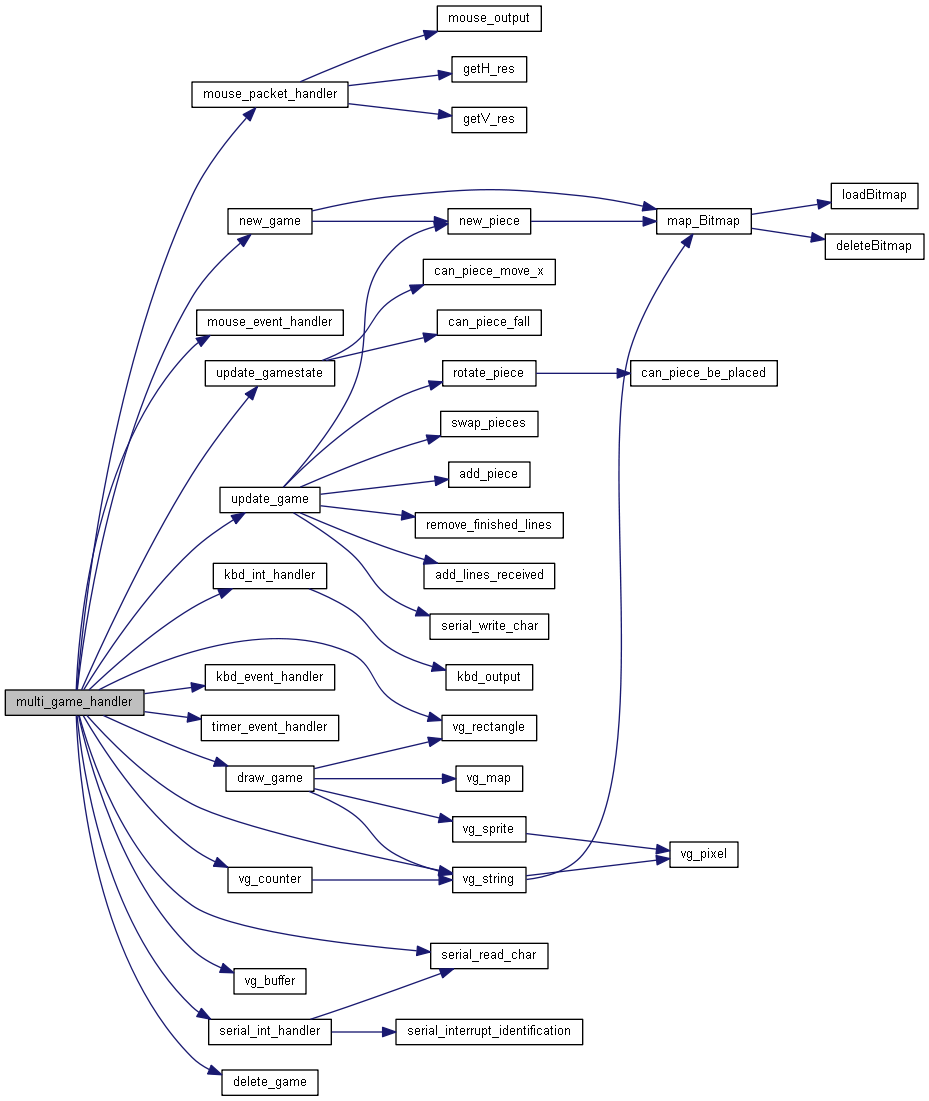 mouse_output
getH_res
mouse_packet_handler
getV_res
loadBitmap
new_game
new_piece
map_Bitmap
deleteBitmap
can_piece_move_x
mouse_event_handler
can_piece_fall
update_gamestate
rotate_piece
can_piece_be_placed
swap_pieces
add_piece
update_game
remove_finished_lines
kbd_int_handler
add_lines_received
serial_write_char
kbd_event_handler
kbd_output
multi_game_handler
timer_event_handler
vg_rectangle
draw_game
vg_map
vg_sprite
vg_pixel
vg_counter
vg_string
serial_read_char
vg_buffer
serial_int_handler
serial_interrupt_identification
delete_game